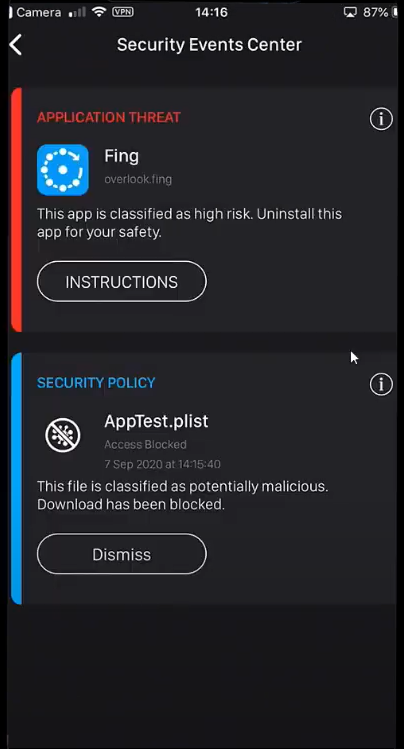 Camera VPN 14:16 87%
Security Events Center
APPLICATION THREAT
Fing
overlook.fing
This app is classified as high risk. Uninstall this
app for your safety.
INSTRUCTIONS
SECURITY POLICY
AppTest.plist
Access Blocked
7 Sep 2020 at 14:15:40
This file is classified as potentially malicious.
Download has been blocked.
Dismiss